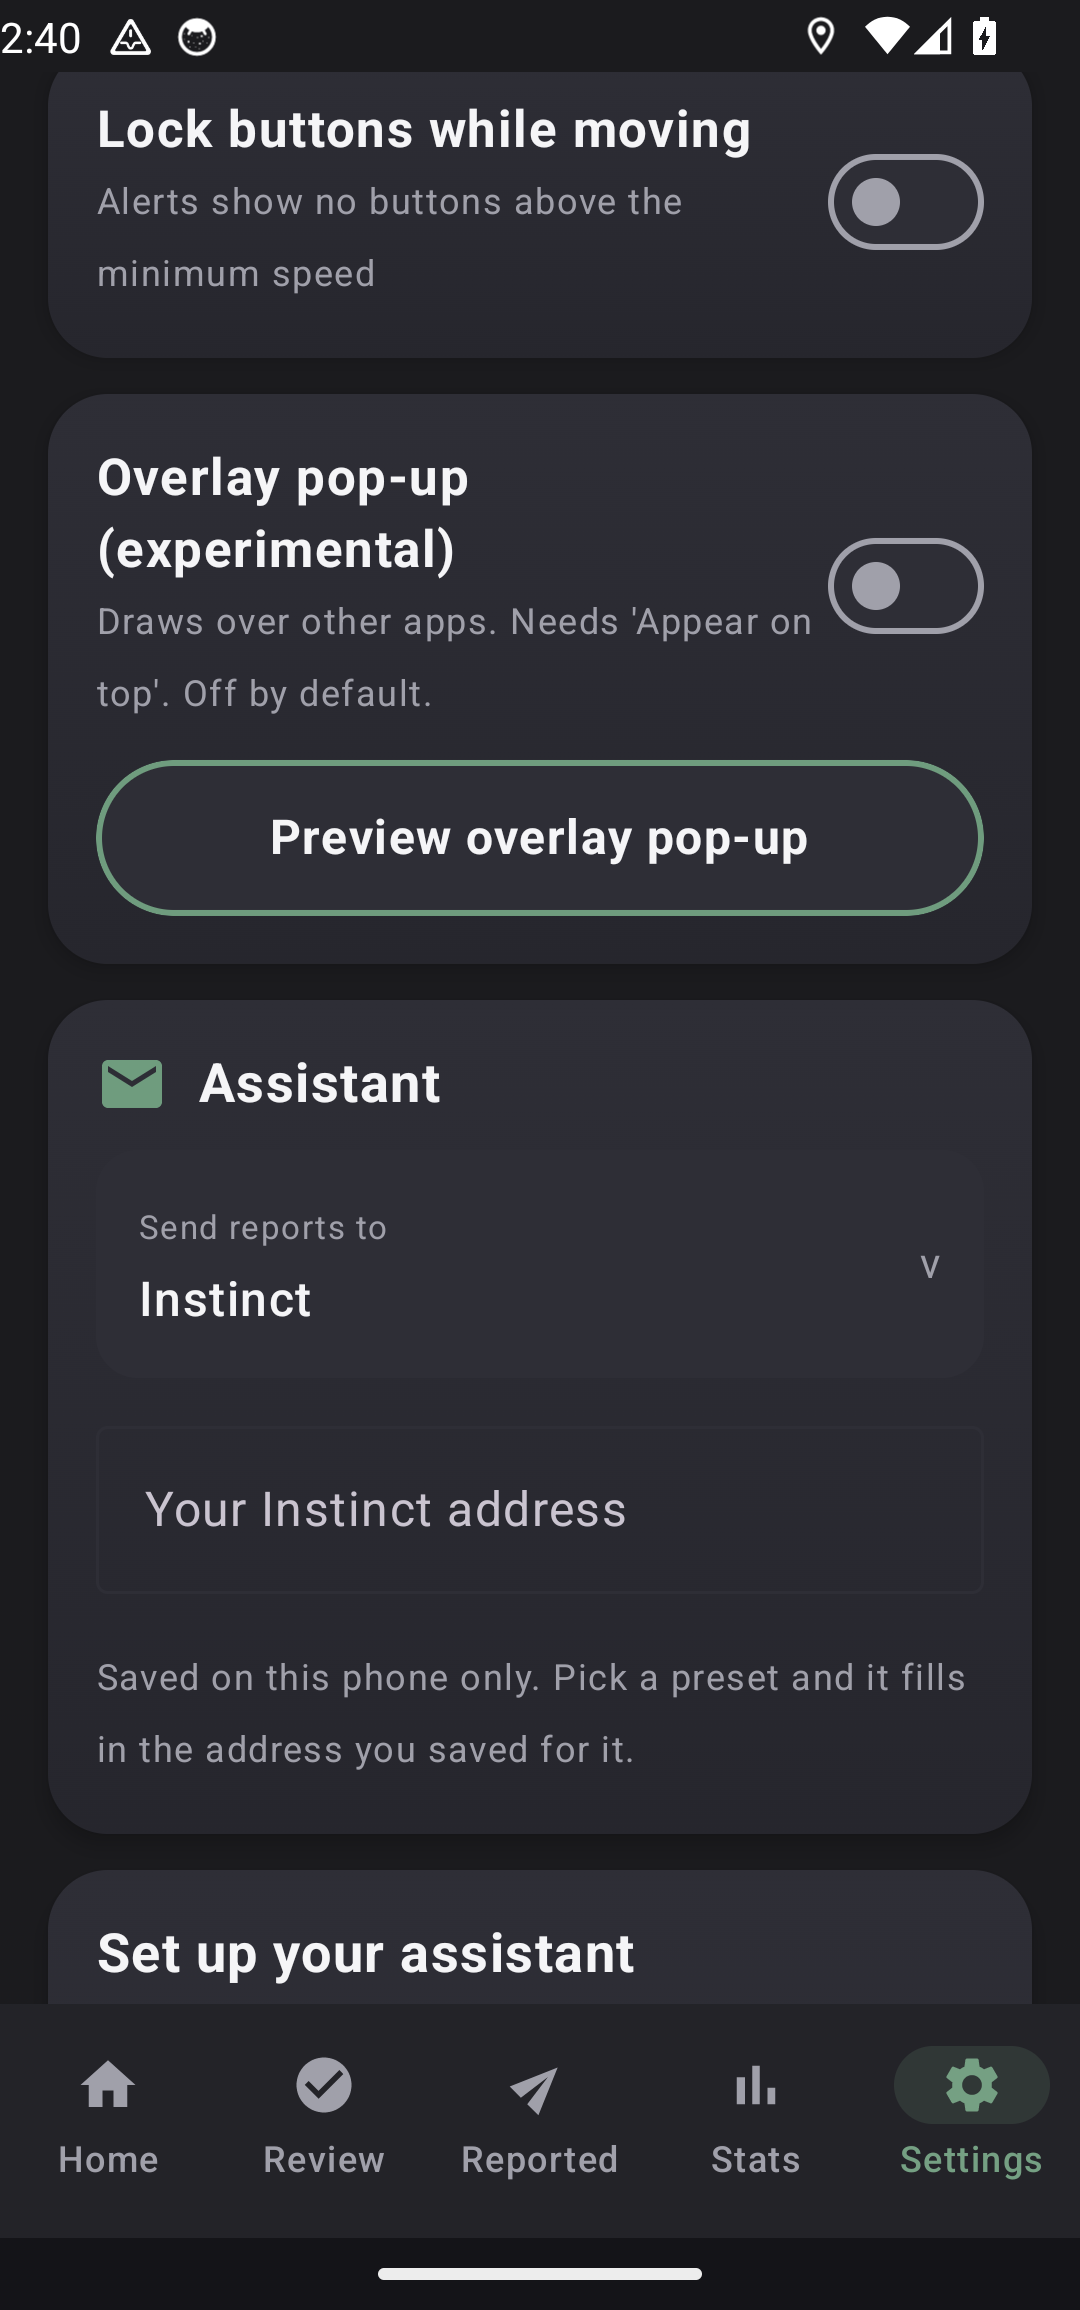 2:40
Lock buttons while moving
Alerts show no buttons above the
minimum speed
Overlay pop-up
(experimental)
Draws over other apps. Needs 'Appear on
top'. Off by default.
Preview overlay pop-up
Assistant
Send reports to
Instinct
v
Your Instinct address
Saved on this phone only. Pick a preset and it fills
in the address you saved for it.
Set up your assistant
Home Review Reported Stats Settings